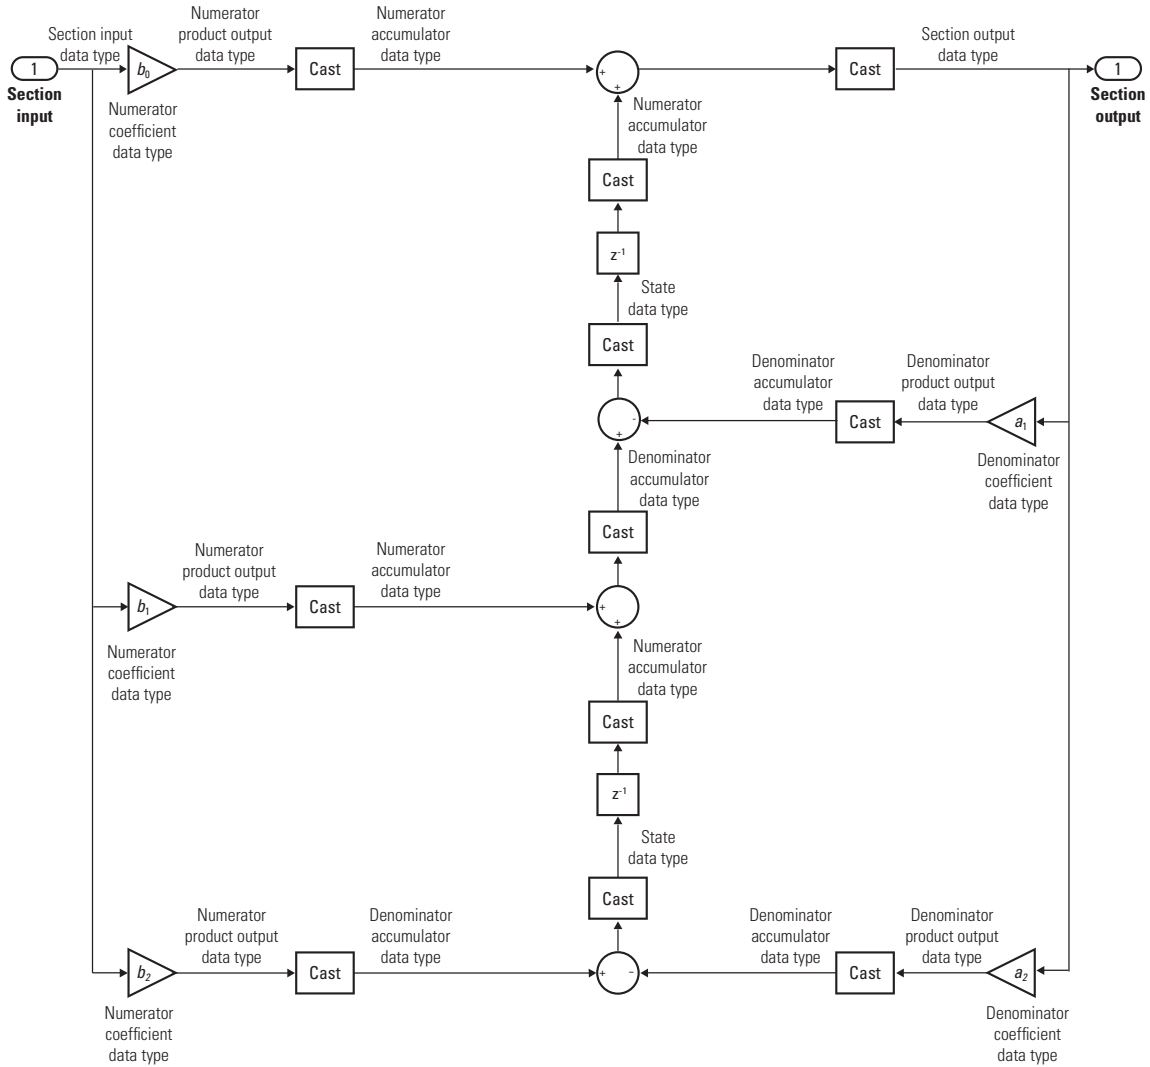 Section input
data type
1
Section
input
b0
Numerator
coefficient
data type
Numerator
product output
data type
Cast
Numerator
accumulator
data type
+
+
Cast
Section output
data type
1
Section
output
Numerator
accumulator
data type
Cast
z-1
State
data type
Cast
Denominator
accumulator
data type
Cast
Denominator
product output
data type
a1
Denominator
coefficient
data type
-
+
Denominator
accumulator
data type
Cast
b1
Numerator
coefficient
data type
Numerator
product output
data type
Cast
Numerator
accumulator
data type
+
+
Numerator
accumulator
data type
Cast
z-1
State
data type
Cast
b2
Numerator
coefficient
data type
Numerator
product output
data type
Cast
Denominator
accumulator
data type
+
-
Denominator
accumulator
data type
Cast
Denominator
product output
data type
a2
Denominator
coefficient
data type